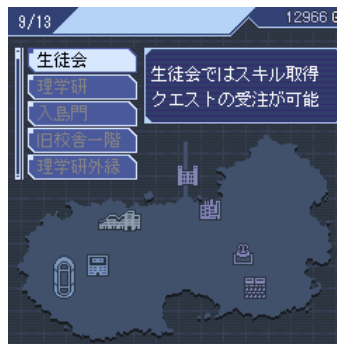 9/13
12966 G
生徒会
理学研
入島門
旧校舎一階
理学研外縁
生徒会ではスキル取得
クエストの受注が可能